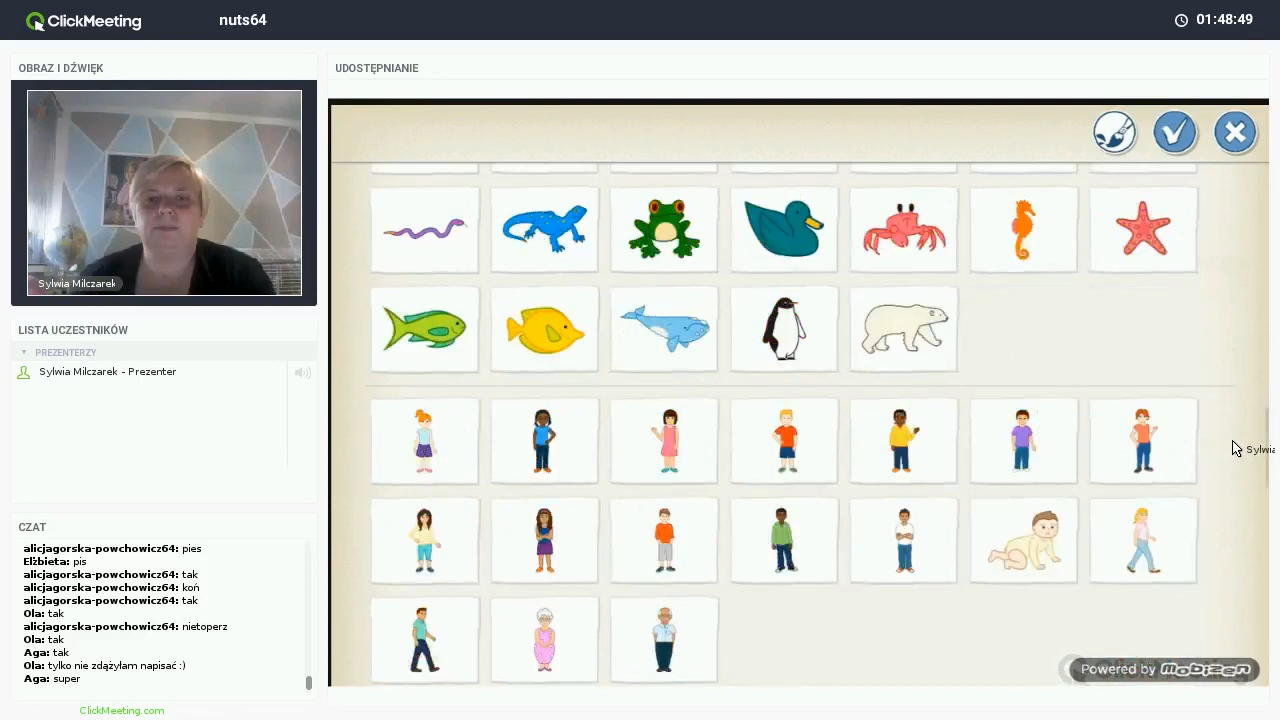 ClickMeeting
nuts64
01:48:49
OBRAZ I DŹWIĘK
Sylwia Milczarek
LISTA UCZESTNIKÓW
PREZENTERZY
Sylwia Milczarek - Prezenter
CZAT
alicjagorska-powchowicz64: pies
Elżbieta: pis
alicjagorska-powchowicz64: tak
alicjagorska-powchowicz64: koń
alicjagorska-powchowicz64: tak
Ola: tak
alicjagorska-powchowicz64: nietoperz
Ola: tak
Aga: tak
Ola: tylko nie zdążyłam napisać :)
Aga: super
ClickMeeting.com
UDOSTĘPNIANIE
Sylwia
Powered by Mobizen